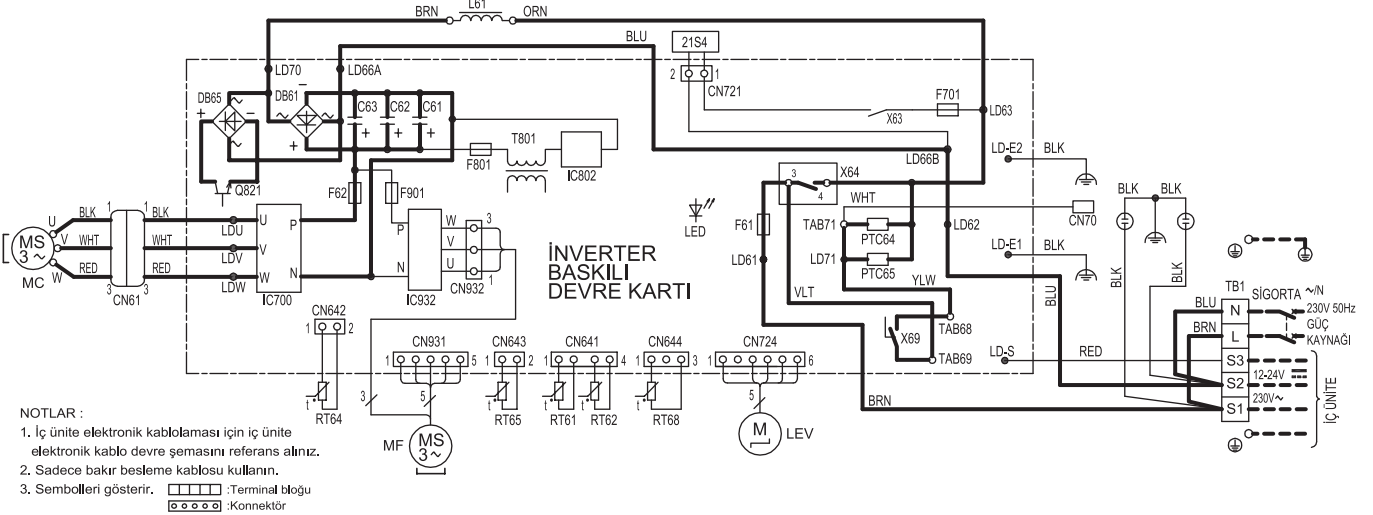 BRN L61 ORN
BLU
21S4
LD70 LD66A
2 1
CN721
DB65 DB61
C63 C62 C61
F701
X63
LD63
T801
F801
IC802
Q821
LD66B
LD-E2 BLK
F62 F901
3 X64
4
WHT
CN70
BLK BLK
U BLK 1 1 BLK U P
LDU
MS 3~ V WHT WHT V
LDV
W RED 3 3 RED W N
LDW
MC
CN61
IC700
P W 3
V
N U 1
IC932
CN932
LED
İNVERTER
BASKILI
DEVRE KARTI
F61
TAB71
PTC64
LD62
LD61
LD71
PTC65
LD-E1 BLK
VLT
YLW
BLU
BLK
BLK
X69
TAB68
TAB69
LD-S RED
TB1
SİGORTA ~/N
230V 50Hz
GÜÇ
KAYNAĞI
BLU N
BRN L
S3
S2 12-24V
S1 230V~
İÇ ÜNİTE
BRN
CN642
1 2
t°
RT64
CN931
1 5
3 5
MF MS 3~
CN643
1 2
t°
RT65
CN641
1 4
t° t°
RT61 RT62
CN644
1 3
t°
RT68
CN724
1 6
5
M LEV
NOTLAR :
1. İç ünite elektronik kablolaması için iç ünite
elektronik kablo devre şemasını referans alınız.
2. Sadece bakır besleme kablosu kullanın.
3. Sembolleri gösterir. :Terminal bloğu
:Konnektör